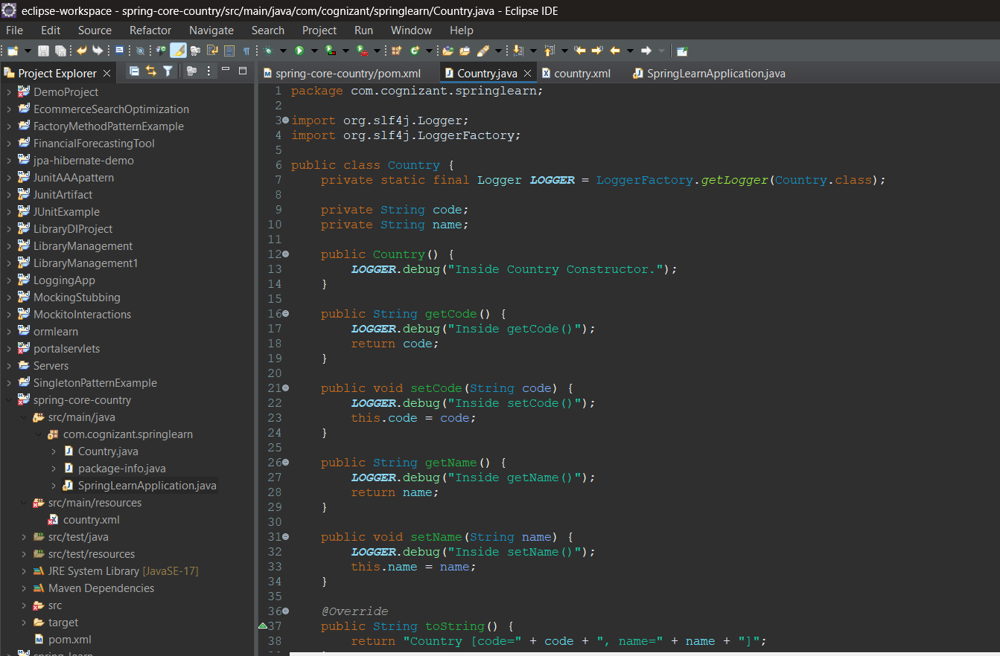 eclipse-workspace - spring-core-country/src/main/java/com/cognizant/springlearn/Country.java - Eclipse IDE
File Edit Source Refactor Navigate Search Project Run Window Help
Project Explorer
DemoProject
EcommerceSearchOptimization
FactoryMethodPatternExample
FinancialForecastingTool
jpa-hibernate-demo
JunitAAApattern
JunitArtifact
JUnitExample
LibraryDIProject
LibraryManagement
LibraryManagement1
LoggingApp
MockingStubbing
MockitoInteractions
ormlearn
portalservlets
Servers
SingletonPatternExample
spring-core-country
src/main/java
com.cognizant.springlearn
Country.java
package-info.java
SpringLearnApplication.java
src/main/resources
country.xml
src/test/java
src/test/resources
JRE System Library [JavaSE-17]
Maven Dependencies
src
target
pom.xml
spring-learn
spring-core-country/pom.xml Country.java country.xml SpringLearnApplication.java
1 package com.cognizant.springlearn;
2
3 import org.slf4j.Logger;
4 import org.slf4j.LoggerFactory;
5
6 public class Country {
7 private static final Logger LOGGER = LoggerFactory.getLogger(Country.class);
8
9 private String code;
10 private String name;
11
12 public Country() {
13 LOGGER.debug("Inside Country Constructor.");
14 }
15
16 public String getCode() {
17 LOGGER.debug("Inside getCode()");
18 return code;
19 }
20
21 public void setCode(String code) {
22 LOGGER.debug("Inside setCode()");
23 this.code = code;
24 }
25
26 public String getName() {
27 LOGGER.debug("Inside getName()");
28 return name;
29 }
30
31 public void setName(String name) {
32 LOGGER.debug("Inside setName()");
33 this.name = name;
34 }
35
36 @Override
37 public String toString() {
38 return "Country [code=" + code + ", name=" + name + "]";